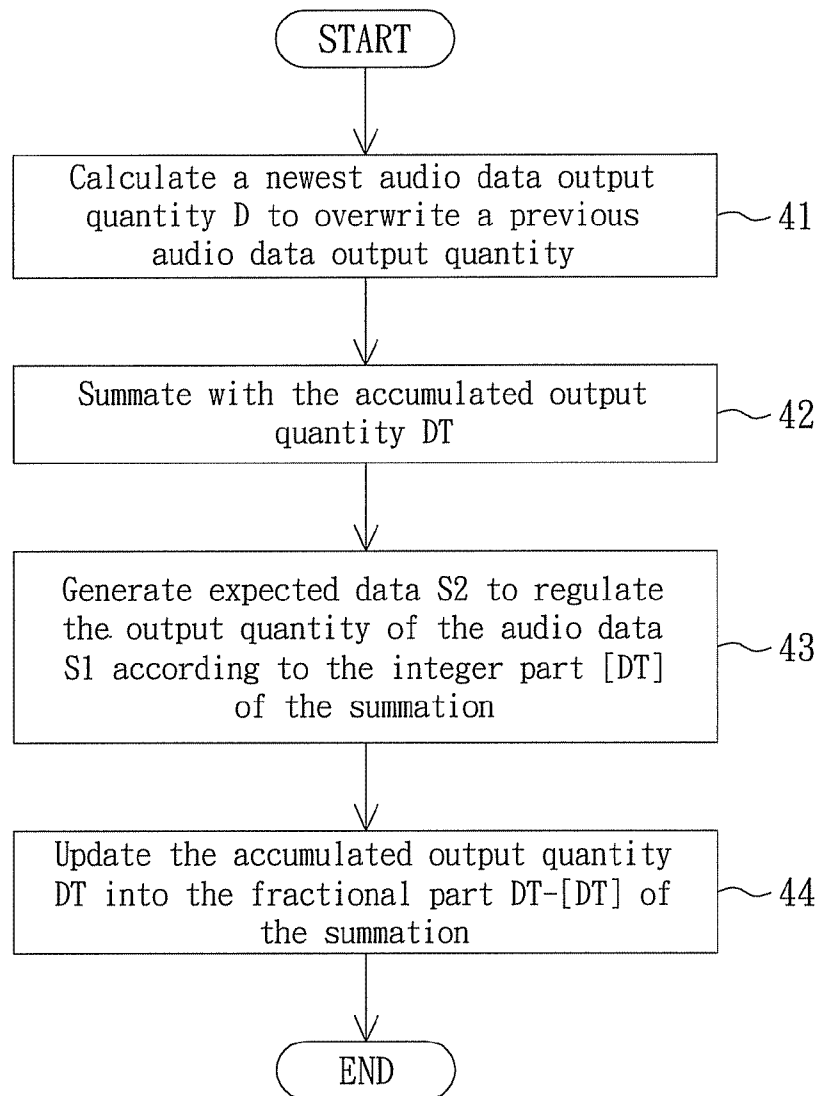 START
Calculate a newest audio data output
quantity D to overwrite a previous
audio data output quantity
41
Summate with the accumulated output
quantity DT
42
Generate expected data S2 to regulate
the output quantity of the audio data
S1 according to the integer part [DT]
of the summation
43
Update the accumulated output quantity
DT into the fractional part DT-[DT] of
the summation
44
END